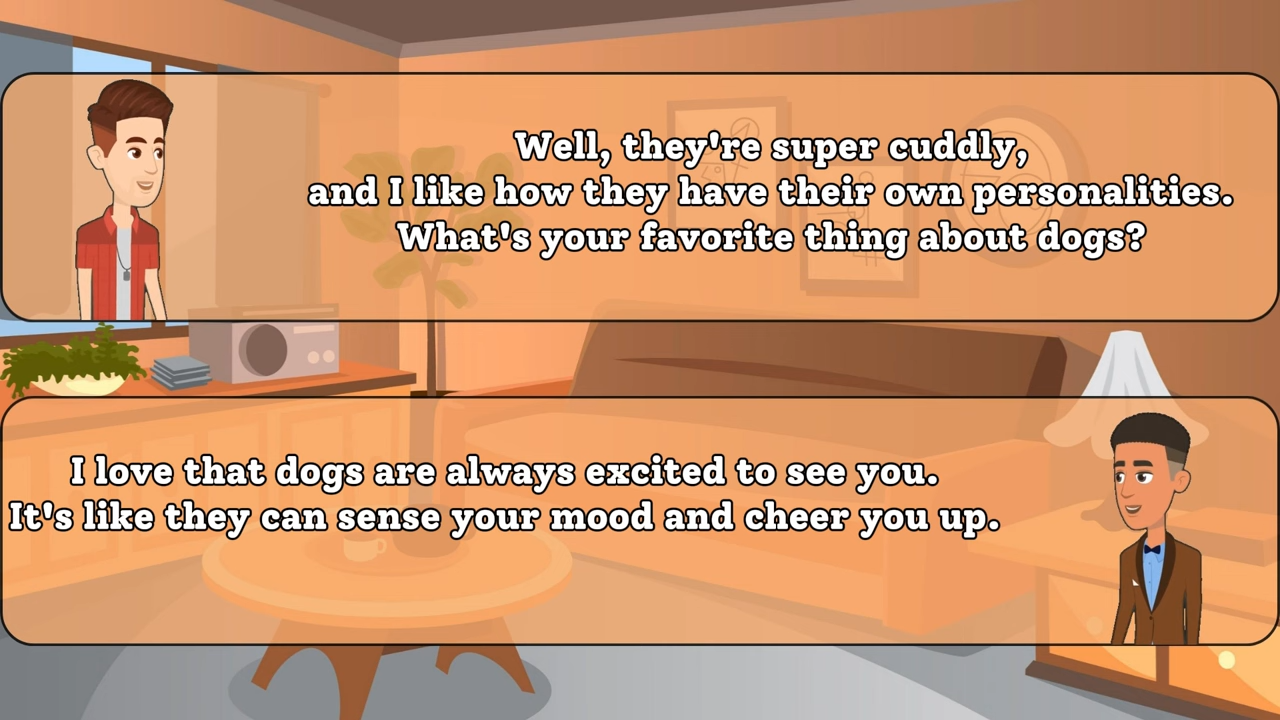 Well, they're super cuddly,
and I like how they have their own personalities.
What's your favorite thing about dogs?
I love that dogs are always excited to see you.
It's like they can sense your mood and cheer you up.